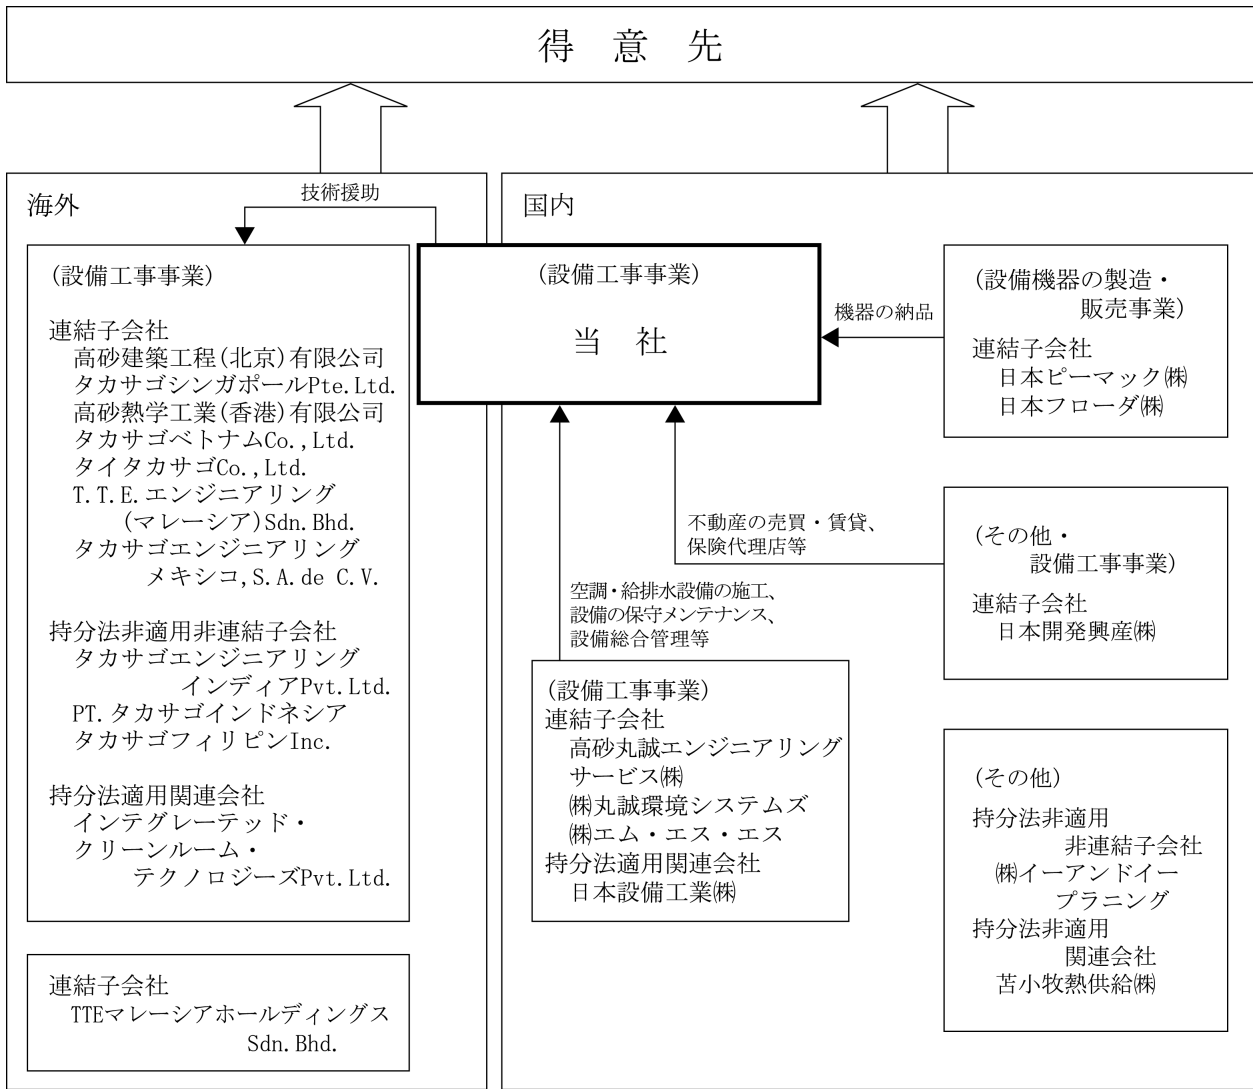 得意先
海外
技術援助
(設備工事事業)
連結子会社
高砂建築工程(北京)有限公司
タカサゴシンガポールPte.Ltd.
高砂熱学工業(香港)有限公司
タカサゴベトナムCo.,Ltd.
タイタカサゴCo.,Ltd.
T.T.E.エンジニアリング
(マレーシア)Sdn.Bhd.
タカサゴエンジニアリング
メキシコ,S.A.de C.V.
持分法非適用非連結子会社
タカサゴエンジニアリング
インディアPvt.Ltd.
PT.タカサゴインドネシア
タカサゴフィリピンInc.
持分法適用関連会社
インテグレーテッド・
クリーンルーム・
テクノロジーズPvt.Ltd.
連結子会社
TTEマレーシアホールディングス
Sdn.Bhd.
国内
(設備工事事業)
当社
機器の納品
(設備機器の製造・
販売事業)
連結子会社
日本ピーマック㈱
日本フローダ㈱
不動産の売買・賃貸、
保険代理店等
(その他・
設備工事事業)
連結子会社
日本開発興産㈱
空調・給排水設備の施工、
設備の保守メンテナンス、
設備総合管理等
(設備工事事業)
連結子会社
高砂丸誠エンジニアリング
サービス㈱
㈱丸誠環境システムズ
㈱エム・エス・エス
持分法適用関連会社
日本設備工業㈱
(その他)
持分法非適用
非連結子会社
㈱イーアンドイー
プラニング
持分法非適用
関連会社
苫小牧熱供給㈱